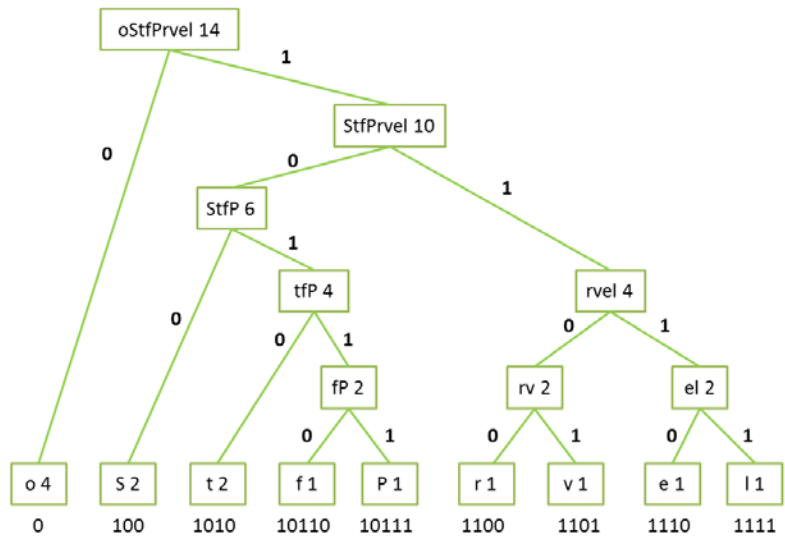 oStfPrvel 14
1
StfPrvel 10
0
0
1
StfP 6
1
tfP 4
rvel 4
0
0
1
0
1
fP 2
rv 2
el 2
0
1
0
1
0
1
o 4
S 2
t 2
f 1
P 1
r 1
v 1
e 1
l 1
0
100
1010
10110
10111
1100
1101
1110
1111